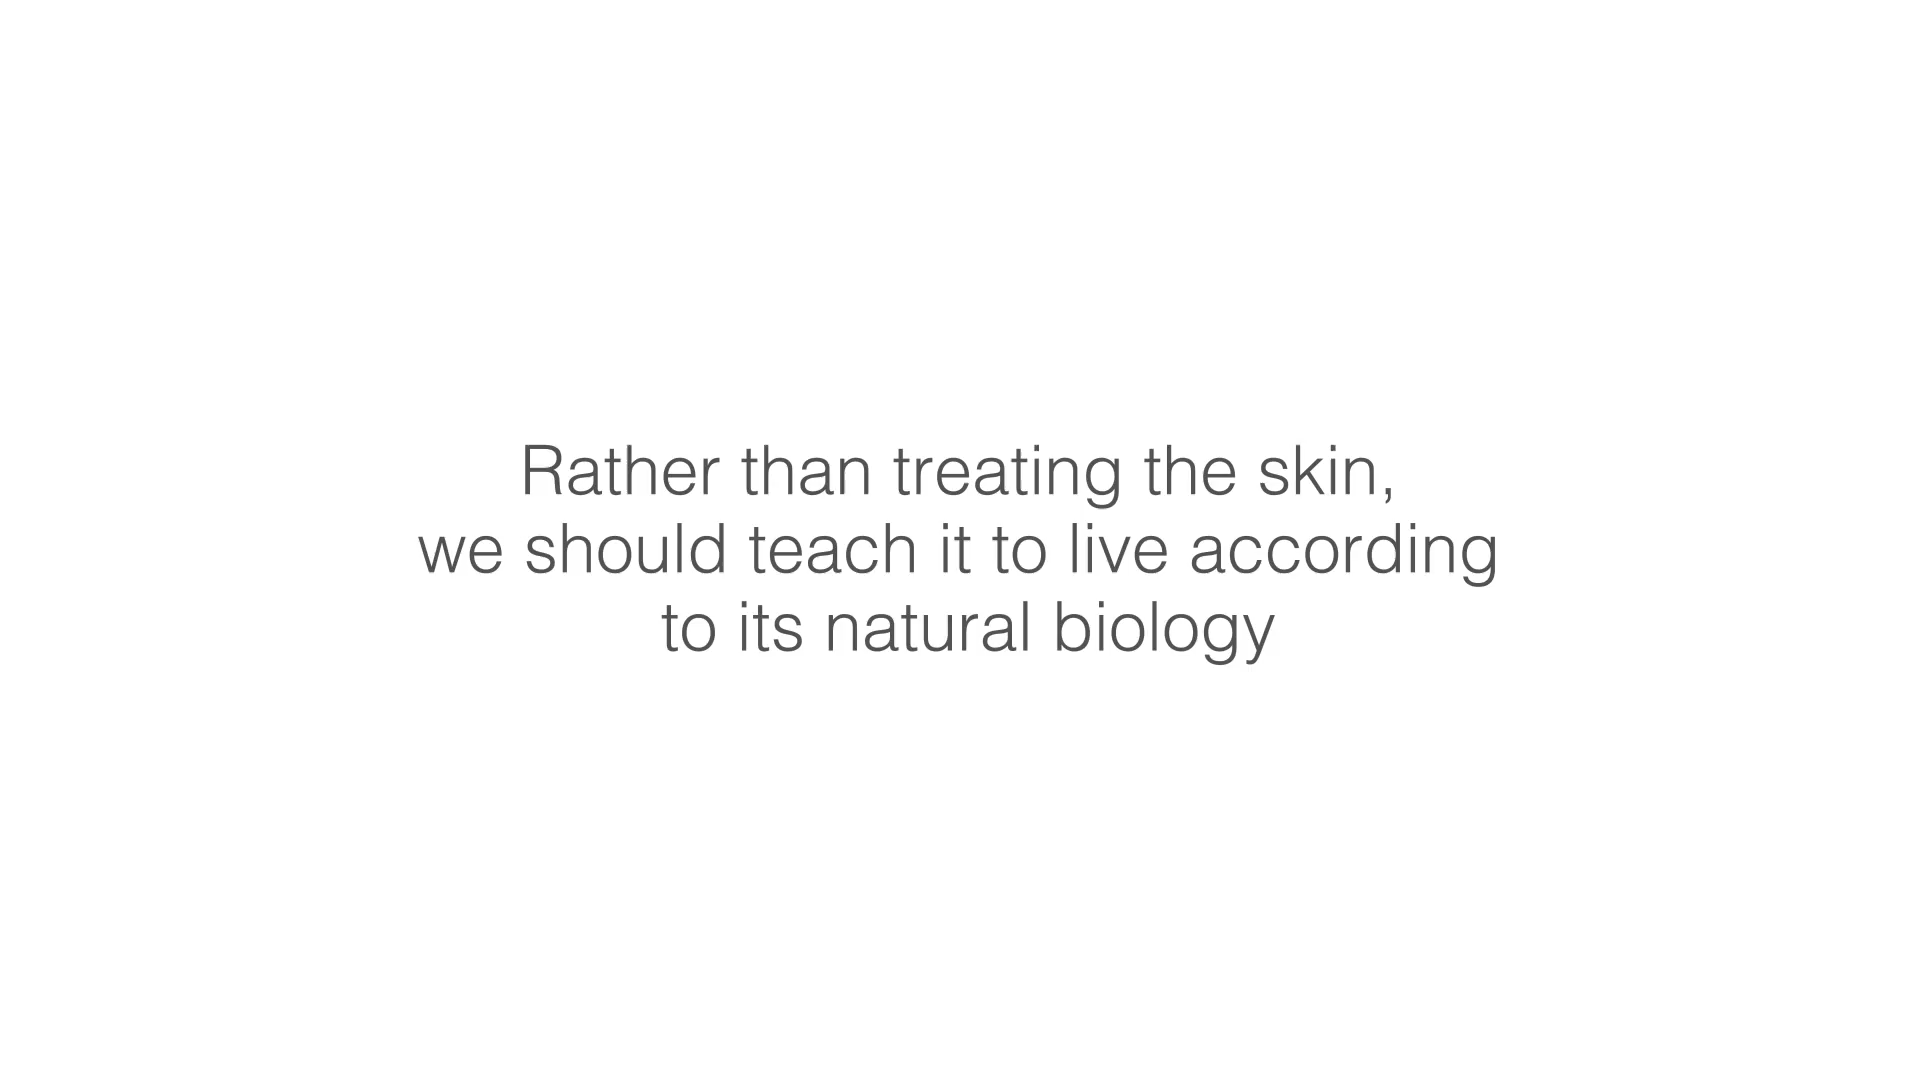 Rather than treating the skin,
we should teach it to live according
to its natural biology